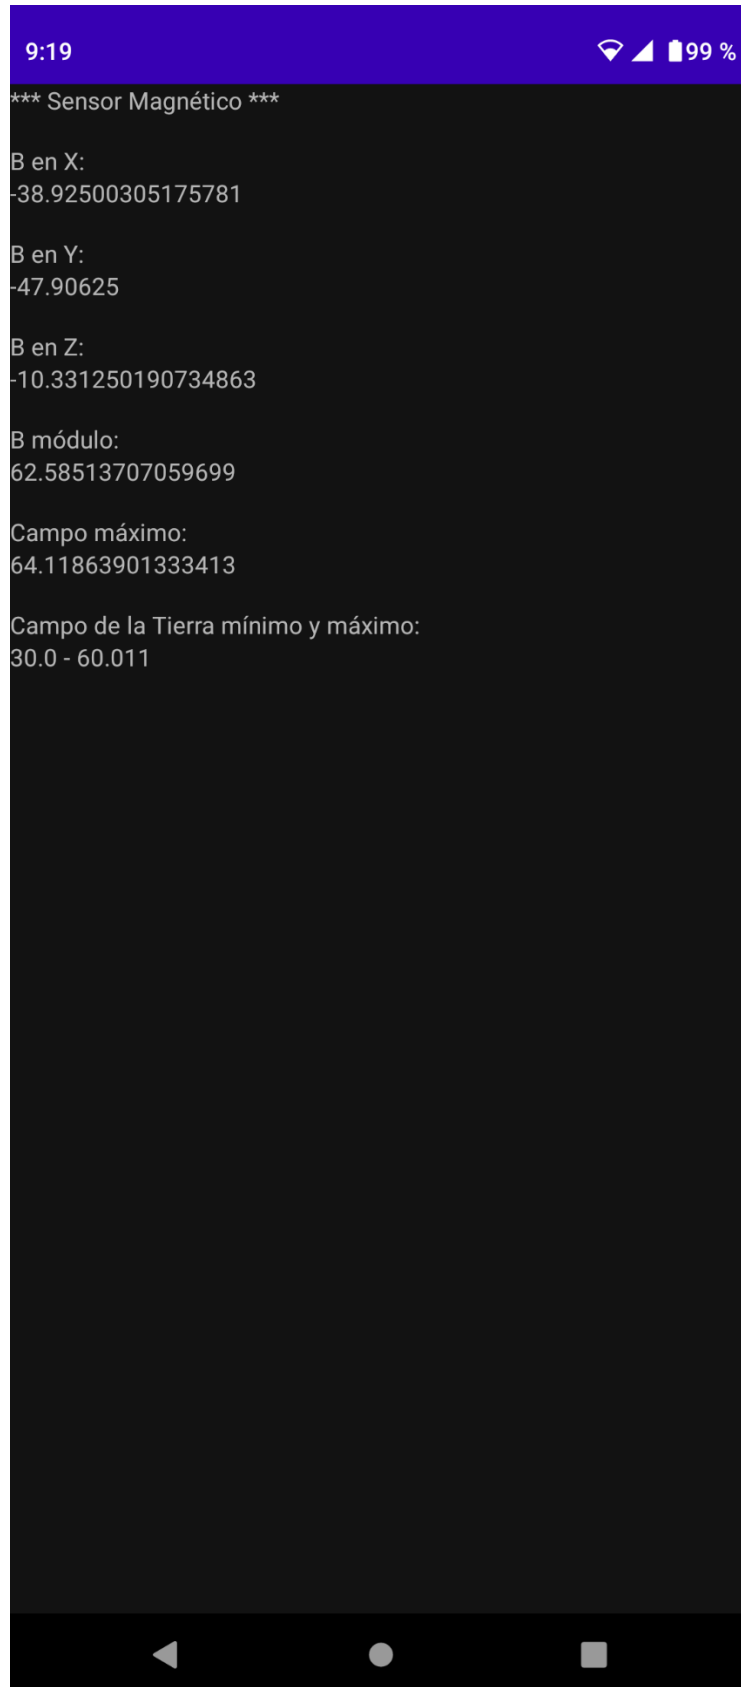 9:19 99 %
*** Sensor Magnético ***
B en X:
-38.92500305175781
B en Y:
-47.90625
B en Z:
-10.331250190734863
B módulo:
62.58513707059699
Campo máximo:
64.11863901333413
Campo de la Tierra mínimo y máximo:
30.0 - 60.011